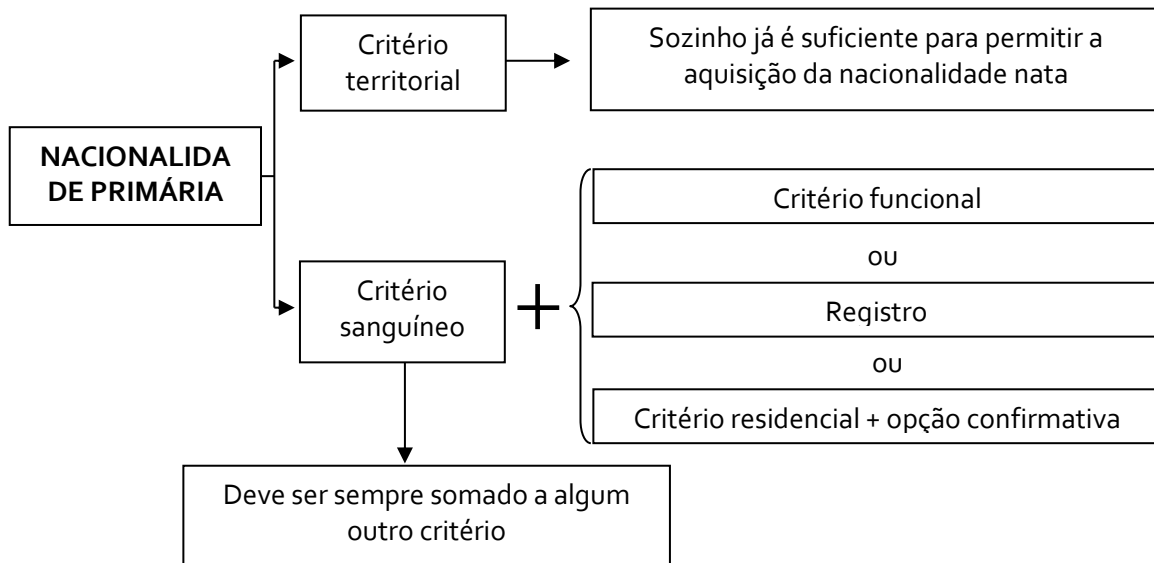 Critério
territorial
Sozinho já é suficiente para permitir a
aquisição da nacionalidade nata
NACIONALIDA
DE PRIMÁRIA
Critério
sanguíneo
+
Critério funcional
ou
Registro
ou
Critério residencial + opção confirmativa
Deve ser sempre somado a algum
outro critério